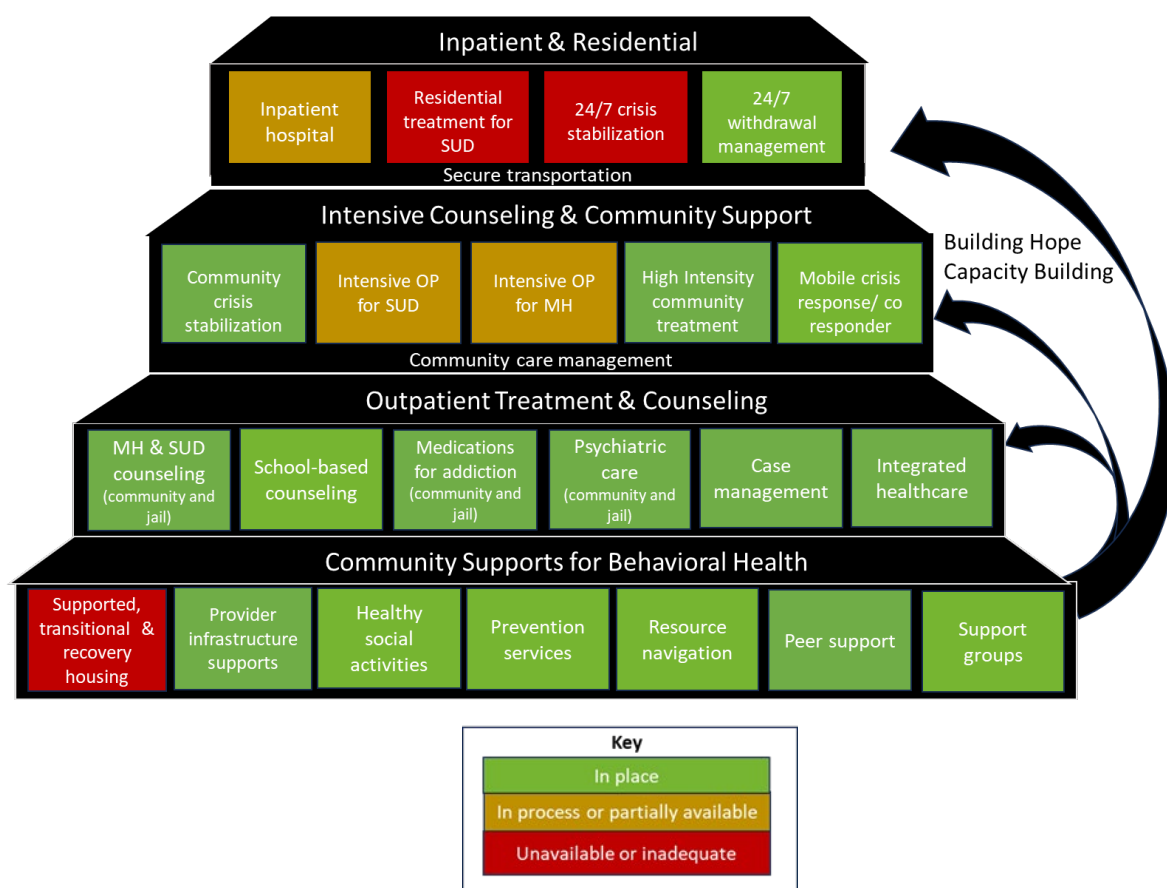 Inpatient & Residential
Inpatient
hospital
Residential
treatment for
SUD
24/7 crisis
stabilization
24/7
withdrawal
management
Secure transportation
Intensive Counseling & Community Support
Community
crisis
stabilization
Intensive OP
for SUD
Intensive OP
for MH
High Intensity
community
treatment
Mobile crisis
response/ co
responder
Community care management
Building Hope
Capacity Building
Outpatient Treatment & Counseling
MH & SUD
counseling
(community and
jail)
School-based
counseling
Medications
for addiction
(community and
jail)
Psychiatric
care
(community and
jail)
Case
management
Integrated
healthcare
Community Supports for Behavioral Health
Supported,
transitional &
recovery
housing
Provider
infrastructure
supports
Healthy
social
activities
Prevention
services
Resource
navigation
Peer support
Support
groups
Key
In place
In process or partially available
Unavailable or inadequate